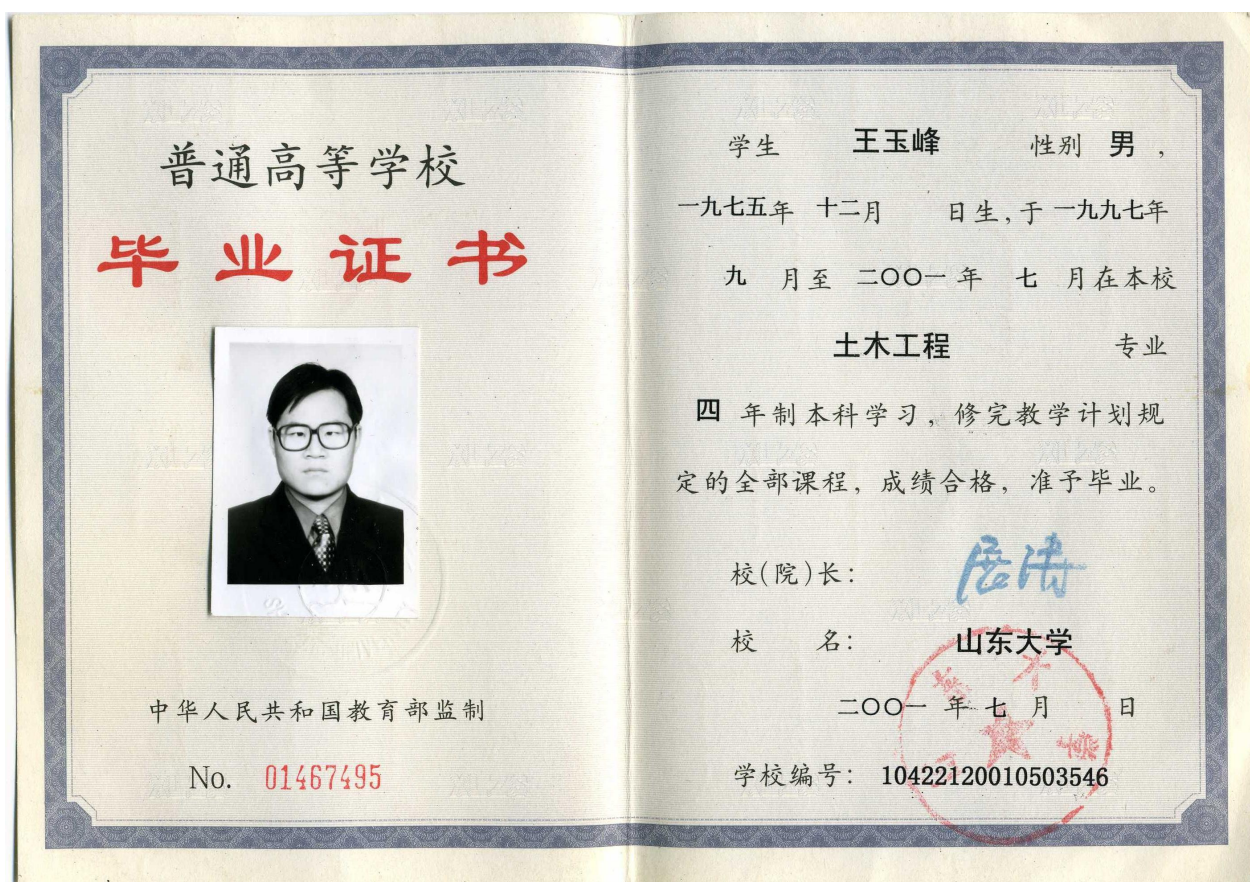 普通高等学校
毕业证书
中华人民共和国教育部监制
No. 01467495
学生 王玉峰 性别 男,
一九七五年 十二月 日生,于 一九九七年
九 月至 二〇〇一 年 七 月在本校
土木工程 专业
四 年制本科学习,修完教学计划规
定的全部课程,成绩合格,准予毕业。
校(院)长: 展涛
校 名: 山东大学
二〇〇一 年 七 月 日
学校编号: 10422120010503546